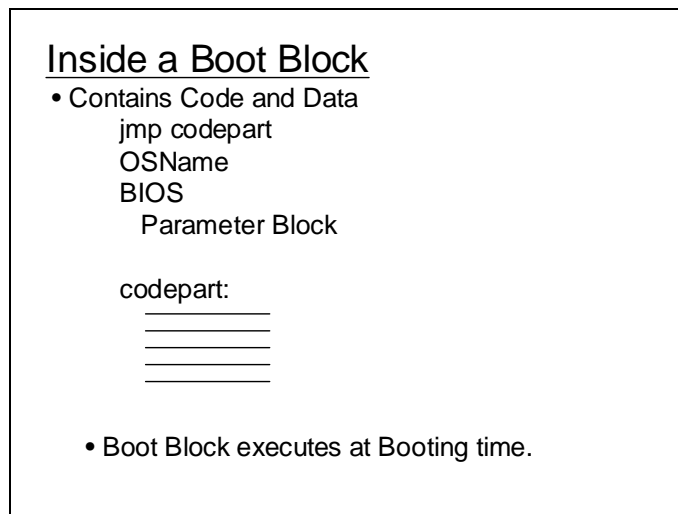 Inside a Boot Block
• Contains Code and Data
jmp codepart
OSName
BIOS
Parameter Block
codepart:
• Boot Block executes at Booting time.